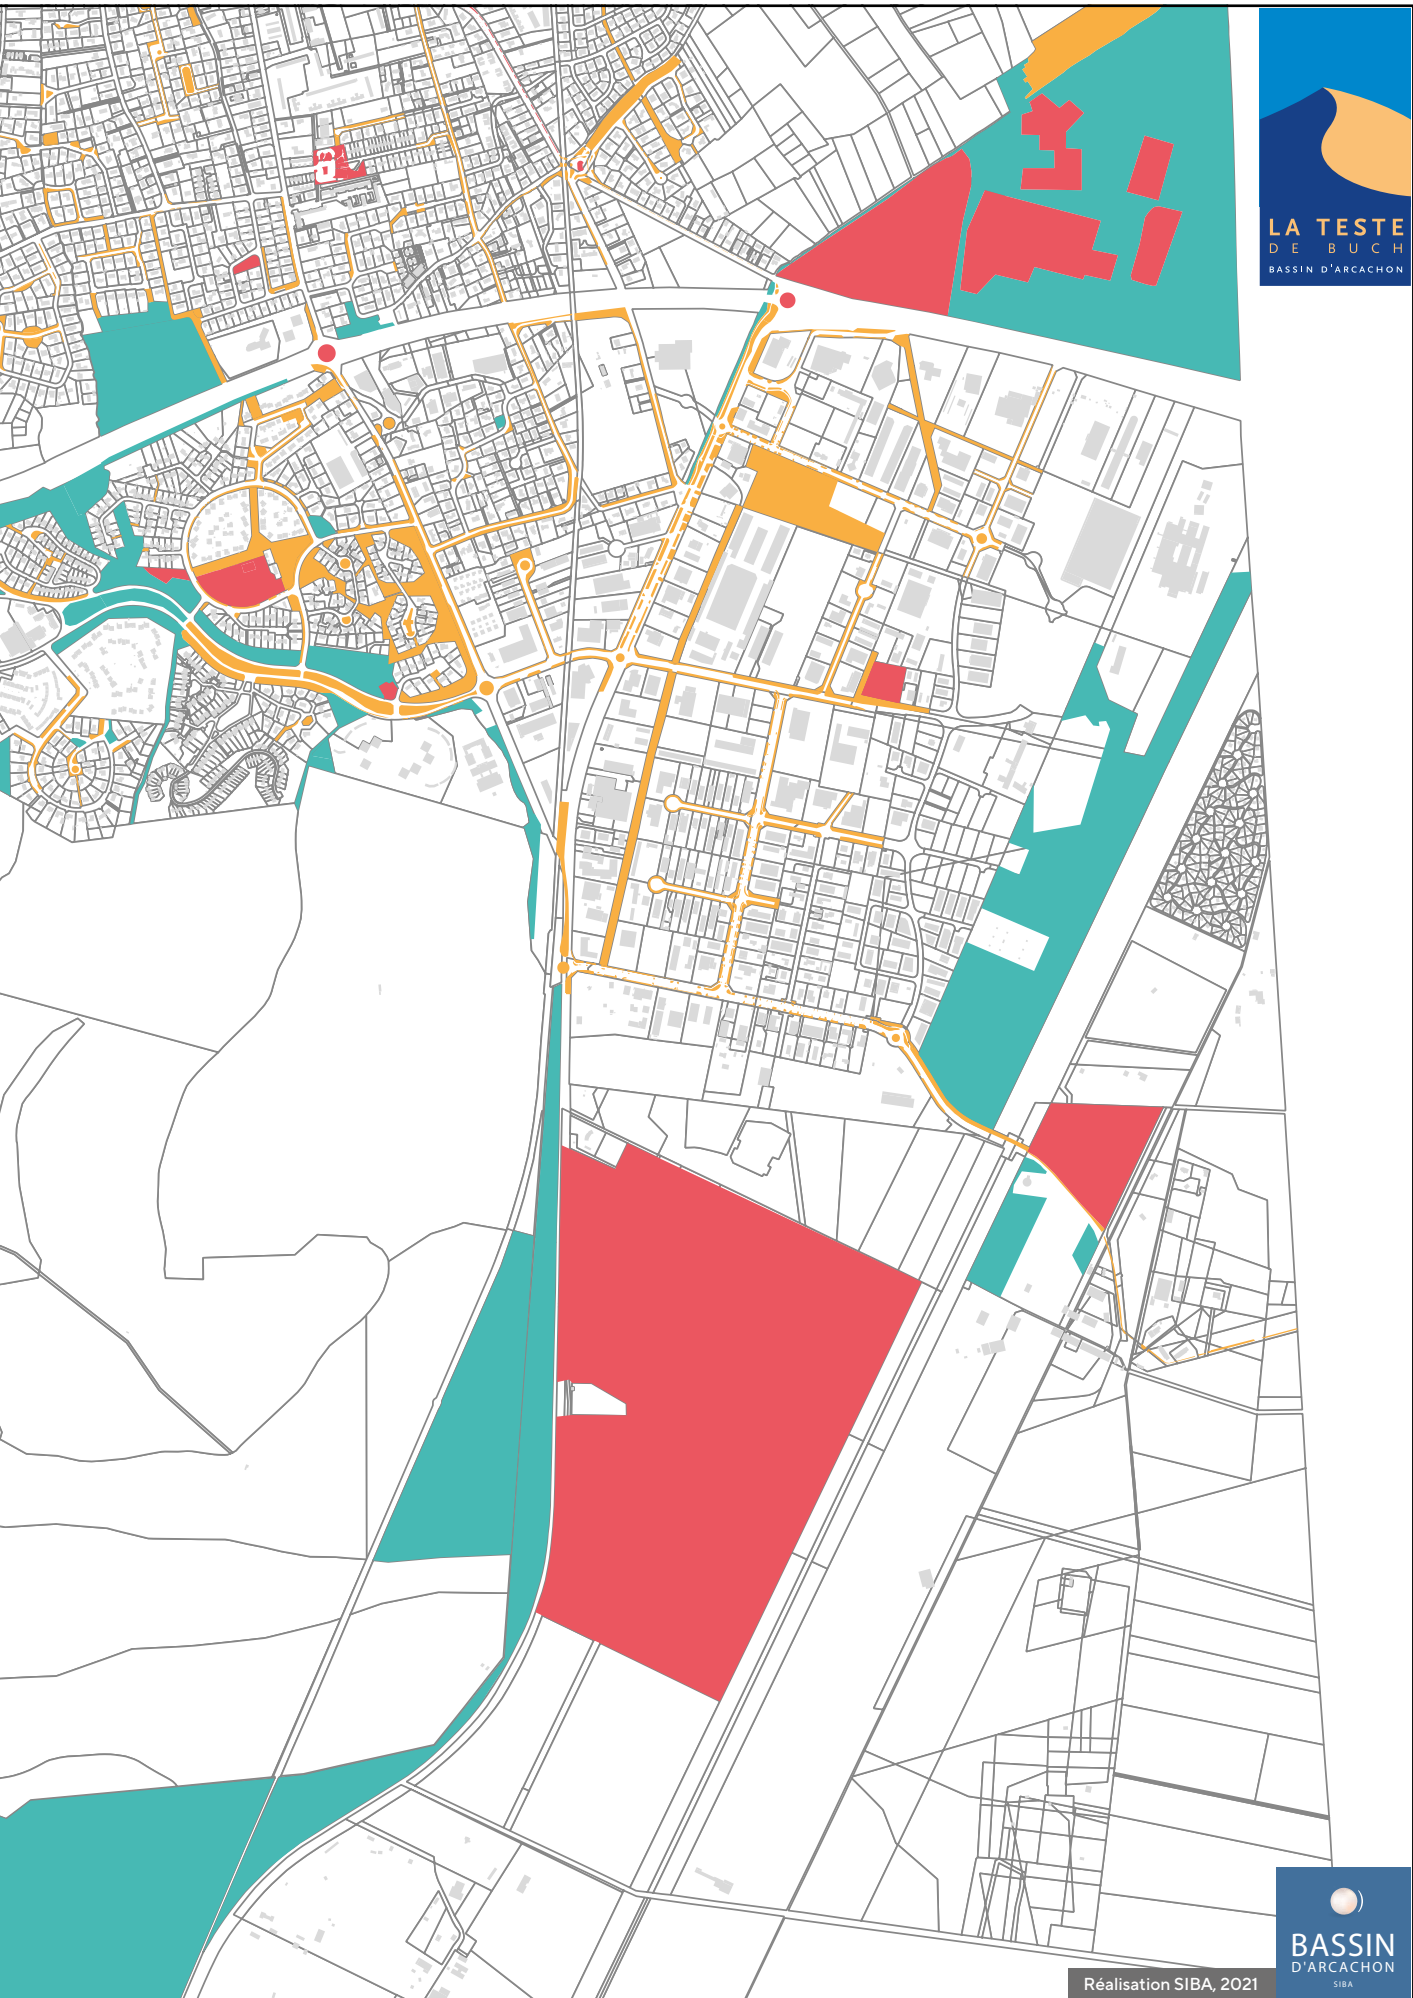 LA TESTE
DE BUCH
BASSIN D'ARCACHON
BASSIN
D'ARCACHON
SIBA
Réalisation SIBA, 2021